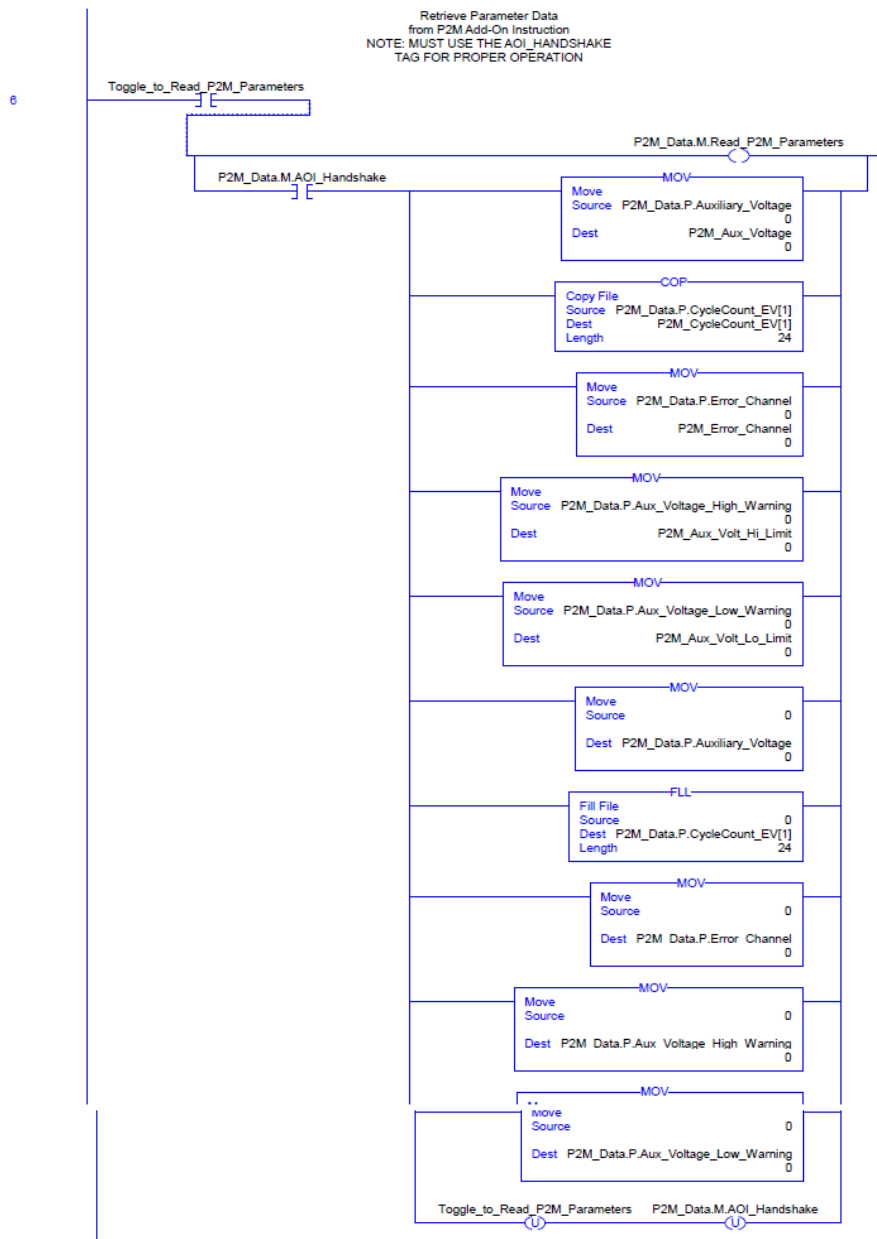 Retrieve Parameter Data
from P2M Add-On Instruction
NOTE: MUST USE THE AOI_HANDSHAKE
TAG FOR PROPER OPERATION
Toggle_to_Read_P2M_Parameters
6
P2M_Data.M.Read_P2M_Parameters
P2M_Data.M.AOI_Handshake
MOV
Move
Source P2M_Data.P.Auxiliary_Voltage
0
Dest P2M_Aux_Voltage
0
COP
Copy File
Source P2M_Data.P.CycleCount_EV[1]
Dest P2M_CycleCount_EV[1]
Length 24
MOV
Move
Source P2M_Data.P.Error_Channel
0
Dest P2M_Error_Channel
0
MOV
Move
Source P2M_Data.P.Aux_Voltage_High_Warning
0
Dest P2M_Aux_Volt_Hi_Limit
0
MOV
Move
Source P2M_Data.P.Aux_Voltage_Low_Warning
0
Dest P2M_Aux_Volt_Lo_Limit
0
MOV
Move
Source 0
Dest P2M_Data.P.Auxiliary_Voltage
0
FLL
Fill File
Source 0
Dest P2M_Data.P.CycleCount_EV[1]
Length 24
MOV
Move
Source 0
Dest P2M_Data.P.Error_Channel
0
MOV
Move
Source 0
Dest P2M_Data.P.Aux_Voltage_High_Warning
0
MOV
Move
Source 0
Dest P2M_Data.P.Aux_Voltage_Low_Warning
0
Toggle_to_Read_P2M_Parameters P2M_Data.M.AOI_Handshake
U U